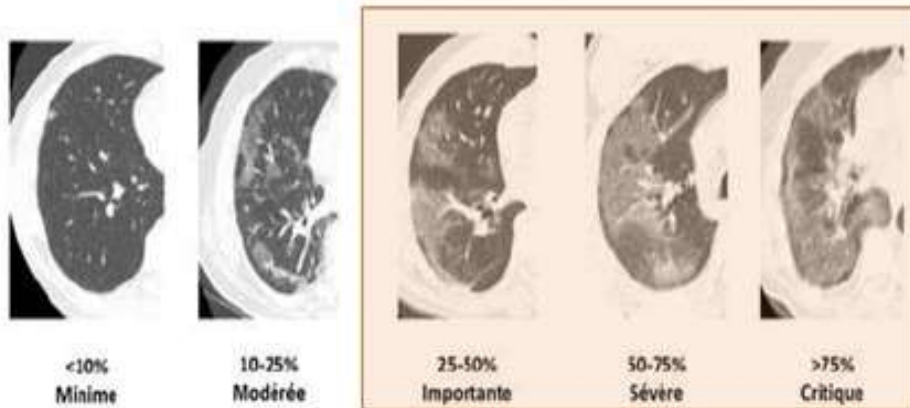 <10%
Minime
10-25%
Modérée
25-50%
Importante
50-75%
Sévère
>75%
Critique